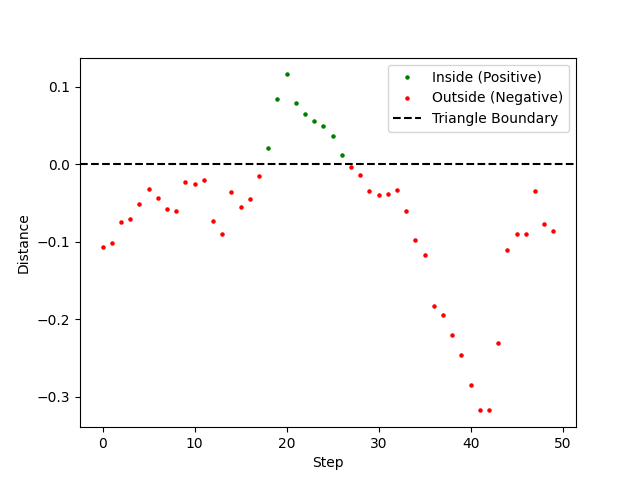 Inside (Positive)
Outside (Negative)
Triangle Boundary
0.1
0.0
−0.1
−0.2
−0.3
Distance
0
10
20
30
40
50
Step